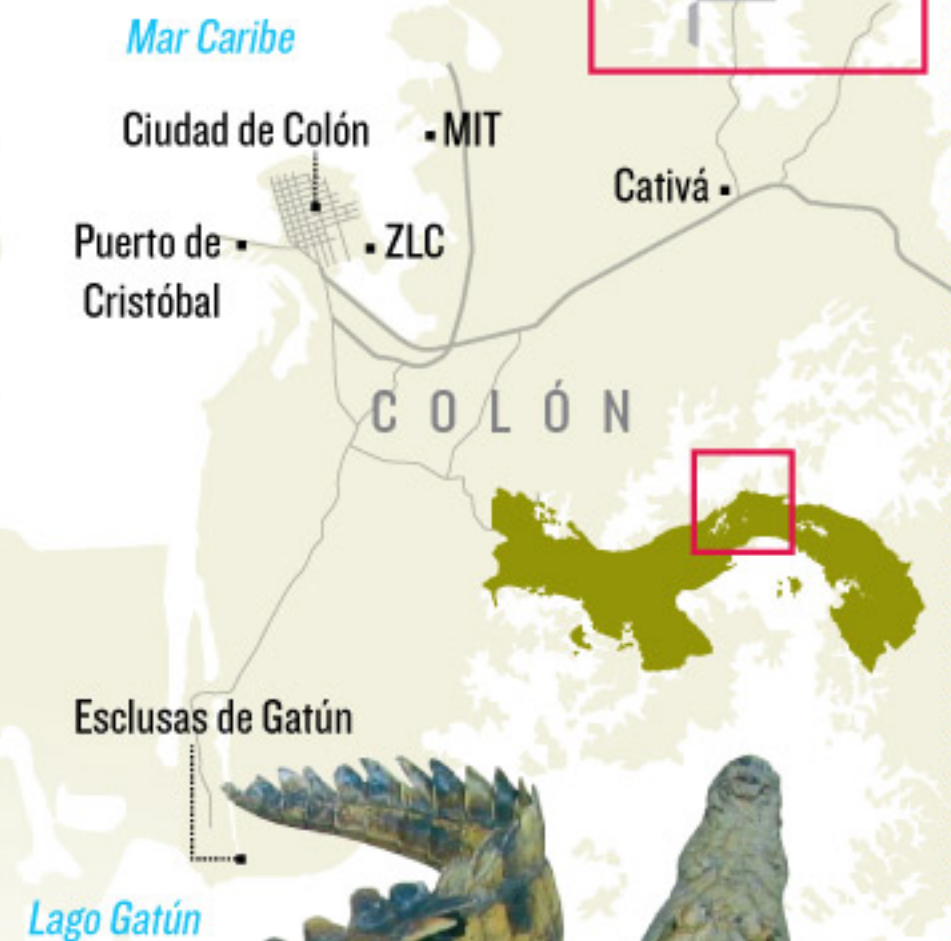 Mar Caribe
Ciudad de Colón
MIT
Cativá
Puerto de
Cristóbal
ZLC
COLÓN
Esclusas de Gatún
Lago Gatún